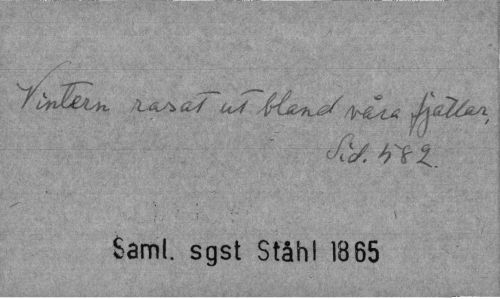 Vintern rasat ut bland våra fjällar,
Sid. 582.
Saml. sgst Ståhl 1865